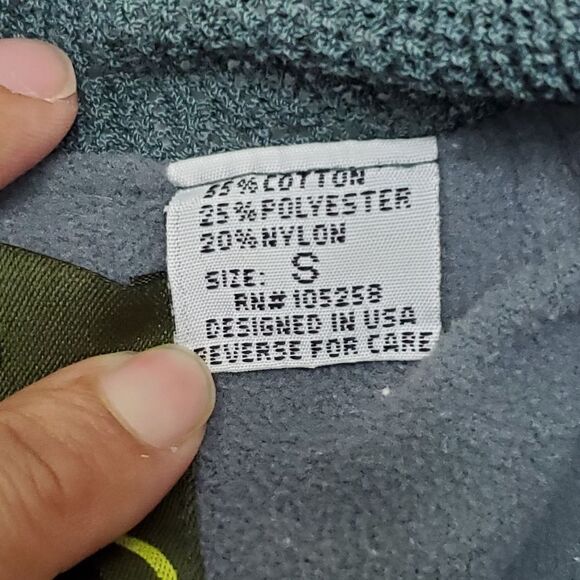 55% COTTON
25% POLYESTER
20% NYLON
SIZE: S
RN# 105258
DESIGNED IN USA
REVERSE FOR CARE